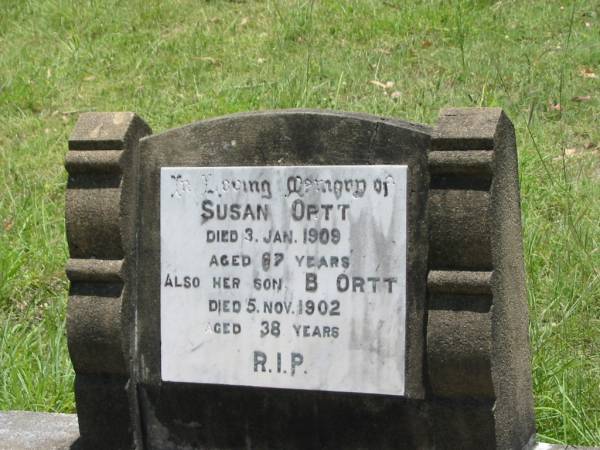 In Loving Memory of
SUSAN ORTT
DIED 3. JAN. 1909
AGED 67 YEARS
ALSO HER SON, B ORTT
DIED 5. NOV. 1902
AGED 38 YEARS
R.I.P.